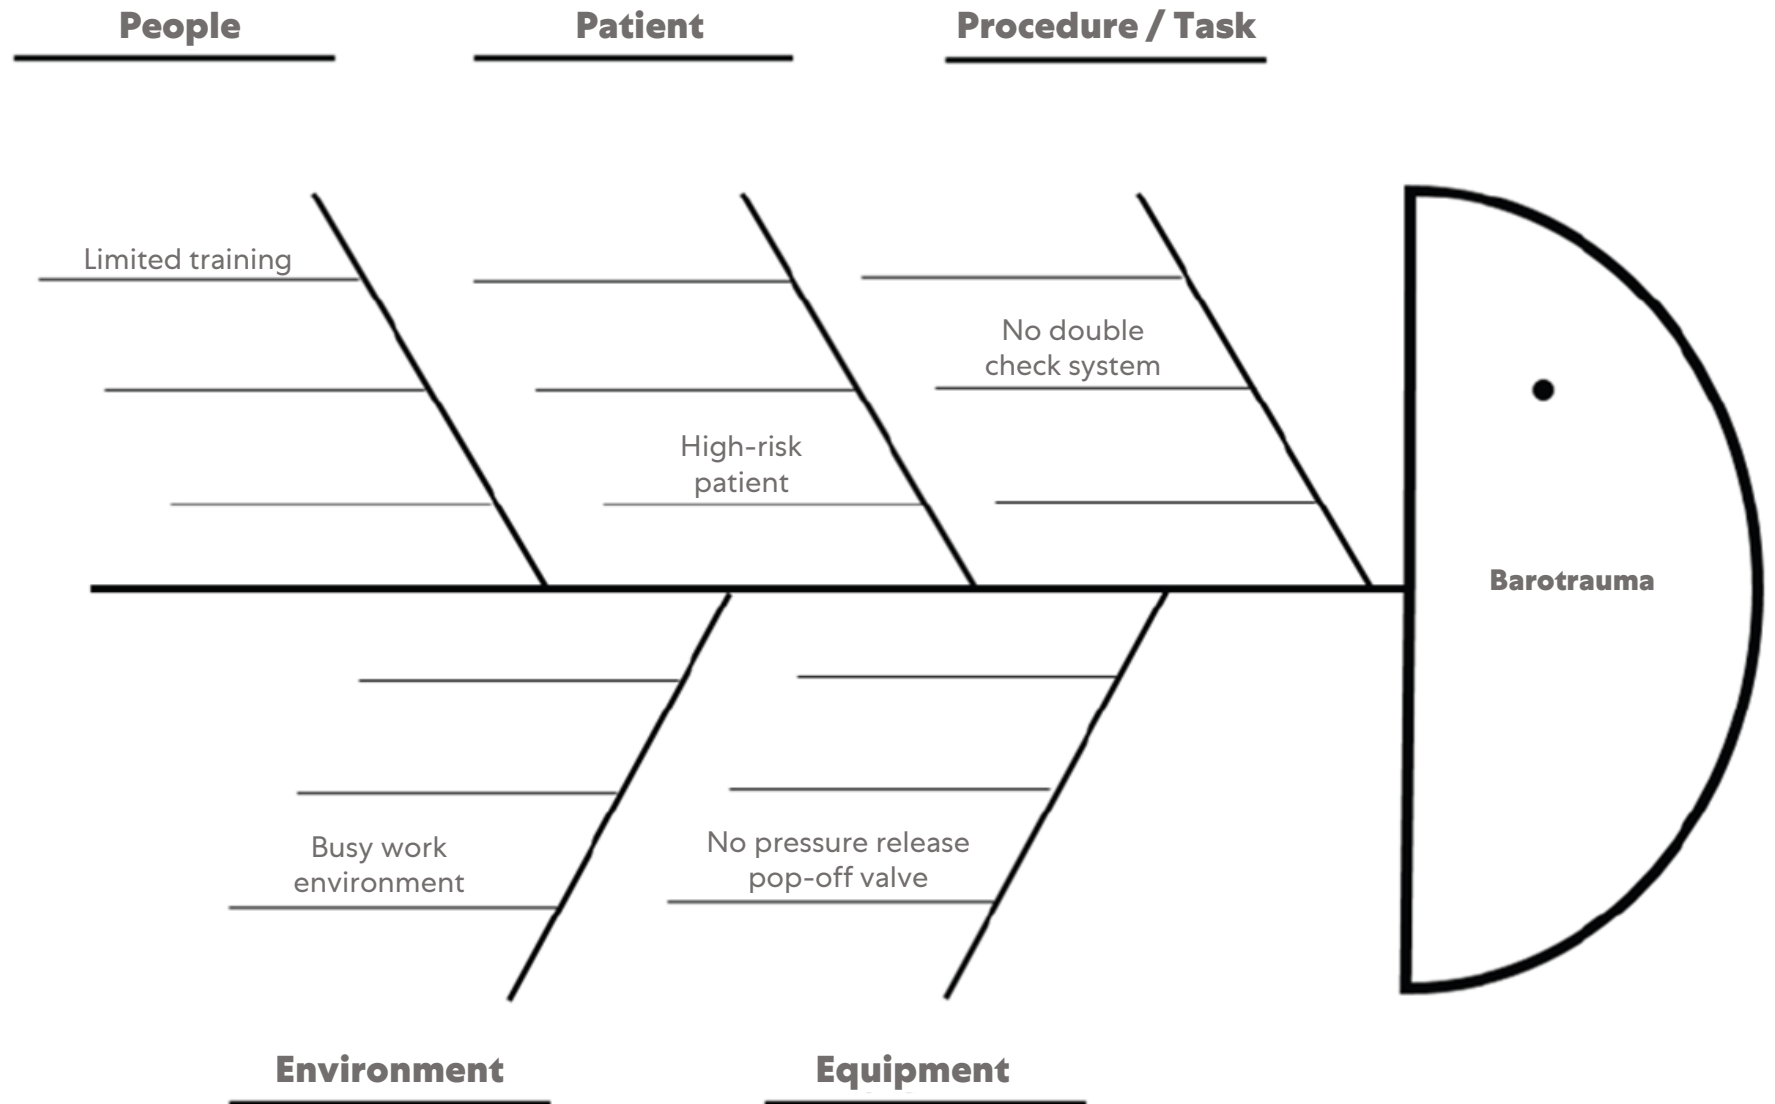 People
Patient
Procedure / Task
Limited training
No double
check system
High-risk
patient
Barotrauma
Busy work
environment
No pressure release
pop-off valve
Environment
Equipment